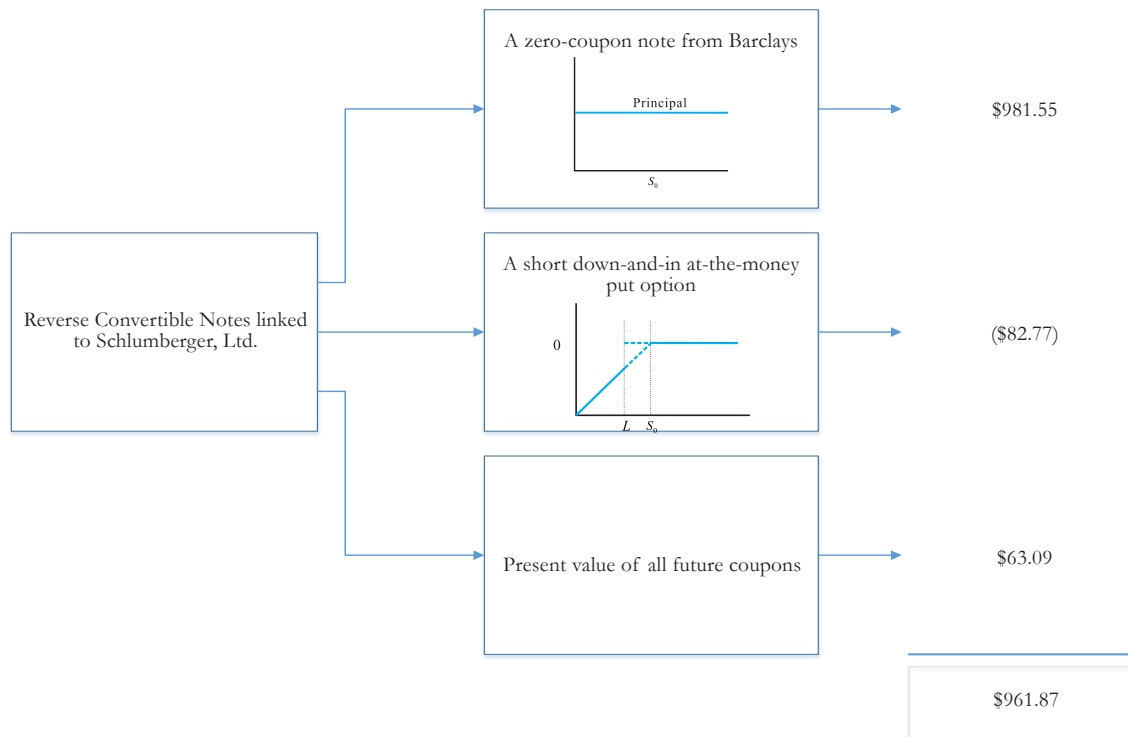 A zero-coupon note from Barclays
Principal
S₀
$981.55
Reverse Convertible Notes linked
to Schlumberger, Ltd.
A short down-and-in at-the-money
put option
0
L S₀
($82.77)
Present value of all future coupons
$63.09
$961.87